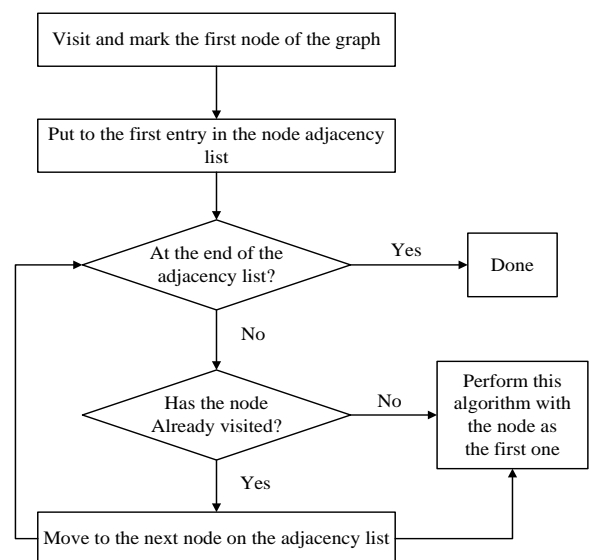 Visit and mark the first node of the graph
Put to the first entry in the node adjacency
list
At the end of the
adjacency list?
Yes
Done
No
Has the node
Already visited?
No
Perform this
algorithm with
the node as
the first one
Yes
Move to the next node on the adjacency list